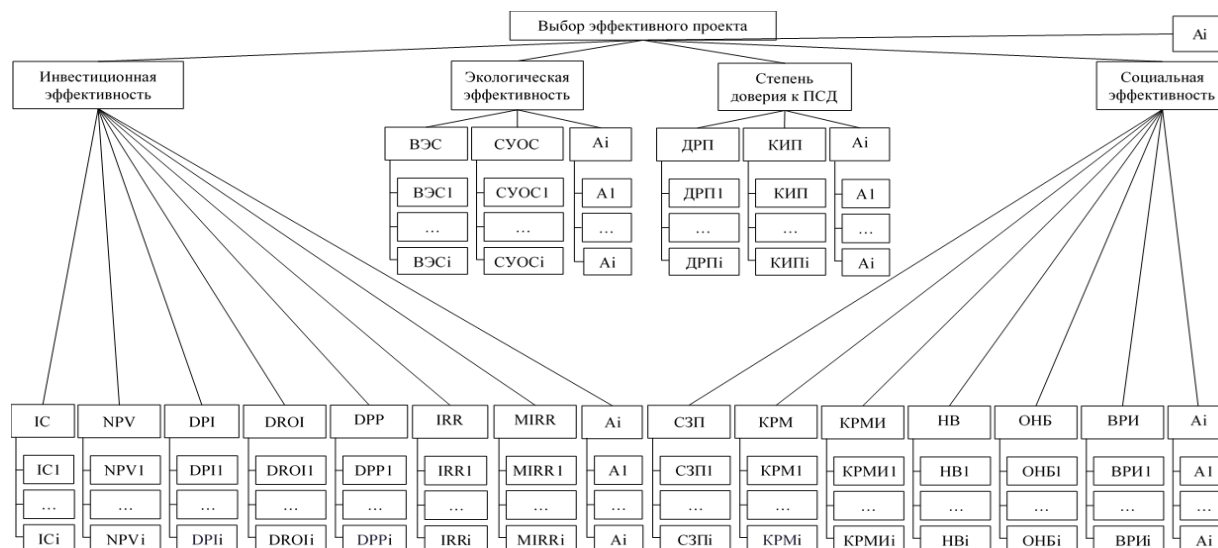 Выбор эффективного проекта
Ai
Инвестиционная
эффективность
Экологическая
эффективность
Степень
доверия к ПСД
Социальная
эффективность
ВЭС СУОС Ai ДРП КИП Ai
ВЭС1 СУОС1 A1 ДРП1 КИП A1
... ... ... ... ... ...
ВЭСi СУОСi Ai ДРПi КИПi Ai
IC NPV DPI DROI DPP IRR MIRR Ai СЗП КРМ КРМИ НВ ОНБ ВРИ Ai
IC1 NPV1 DPI1 DROI1 DPP1 IRR1 MIRR1 A1 СЗП1 КРМ1 КРМИ1 НВ1 ОНБ1 ВРИ1 A1
... ... ... ... ... ... ... ... ... ... ... ... ... ... ...
ICi NPVi DPIi DROIi DPPi IRRi MIRRi Ai СЗПi КРМi КРМИi НВi ОНБi ВРИi Ai